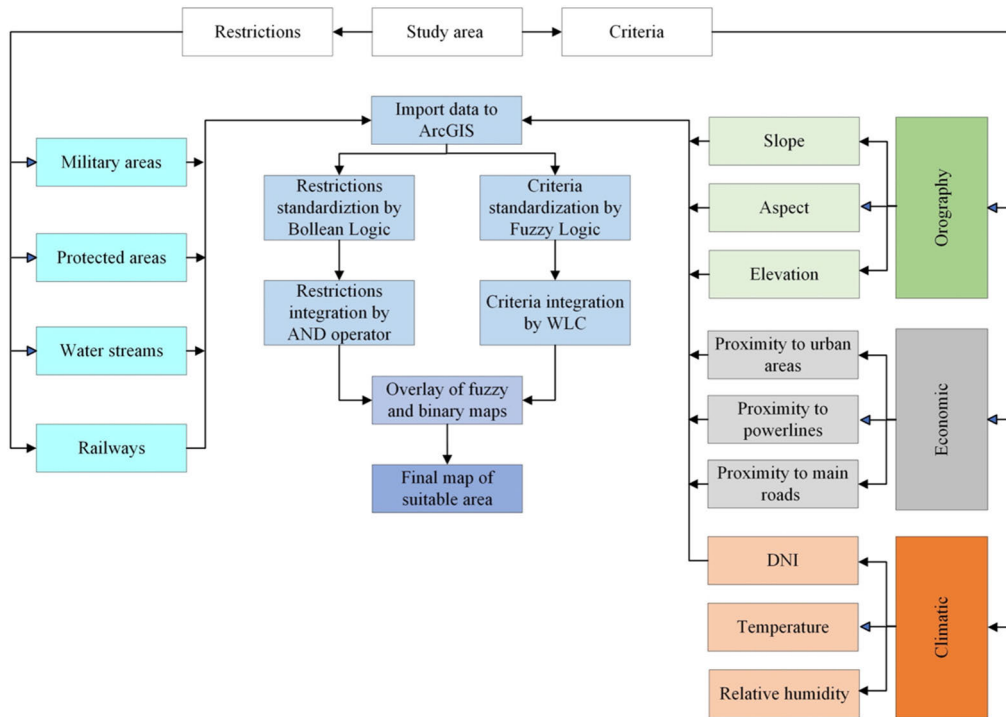 Restrictions
Study area
Criteria
Import data to
ArcGIS
Military areas
Protected areas
Water streams
Railways
Restrictions
standardiztion by
Bollean Logic
Criteria
standardization by
Fuzzy Logic
Restrictions
integration by
AND operator
Criteria integration
by WLC
Overlay of fuzzy
and binary maps
Final map of
suitable area
Slope
Aspect
Elevation
Orography
Proximity to urban
areas
Proximity to
powerlines
Proximity to main
roads
Economic
DNI
Temperature
Relative humidity
Climatic